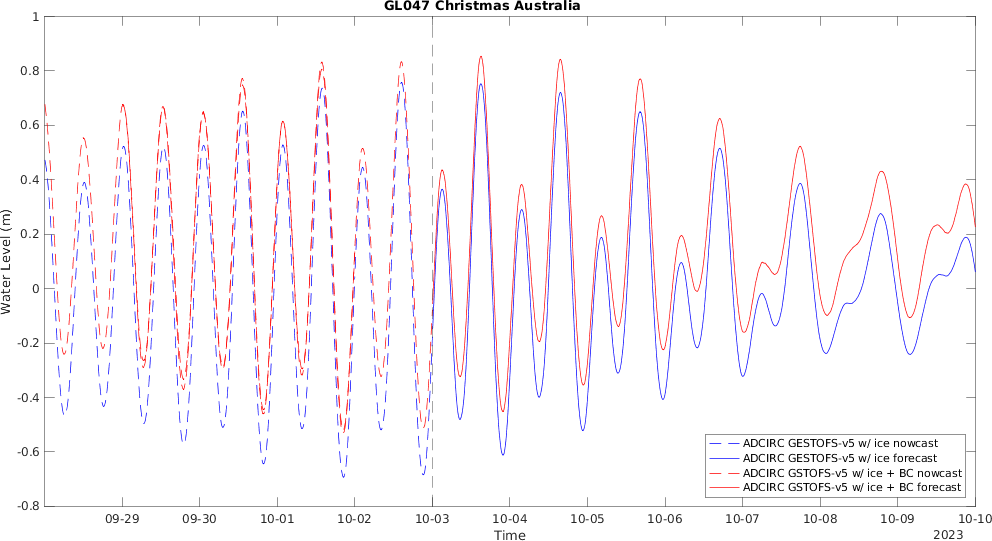 GL047 Christmas Australia
1
0.8
0.6
0.4
0.2
0
-0.2
-0.4
-0.6
-0.8
Water Level (m)
09-29 09-30 10-01 10-02 10-03 10-04 10-05 10-06 10-07 10-08 10-09 10-10
Time
2023
ADCIRC GESTOFS-v5 w/ ice nowcast
ADCIRC GESTOFS-v5 w/ ice forecast
ADCIRC GSTOFS-v5 w/ ice + BC nowcast
ADCIRC GSTOFS-v5 w/ ice + BC forecast